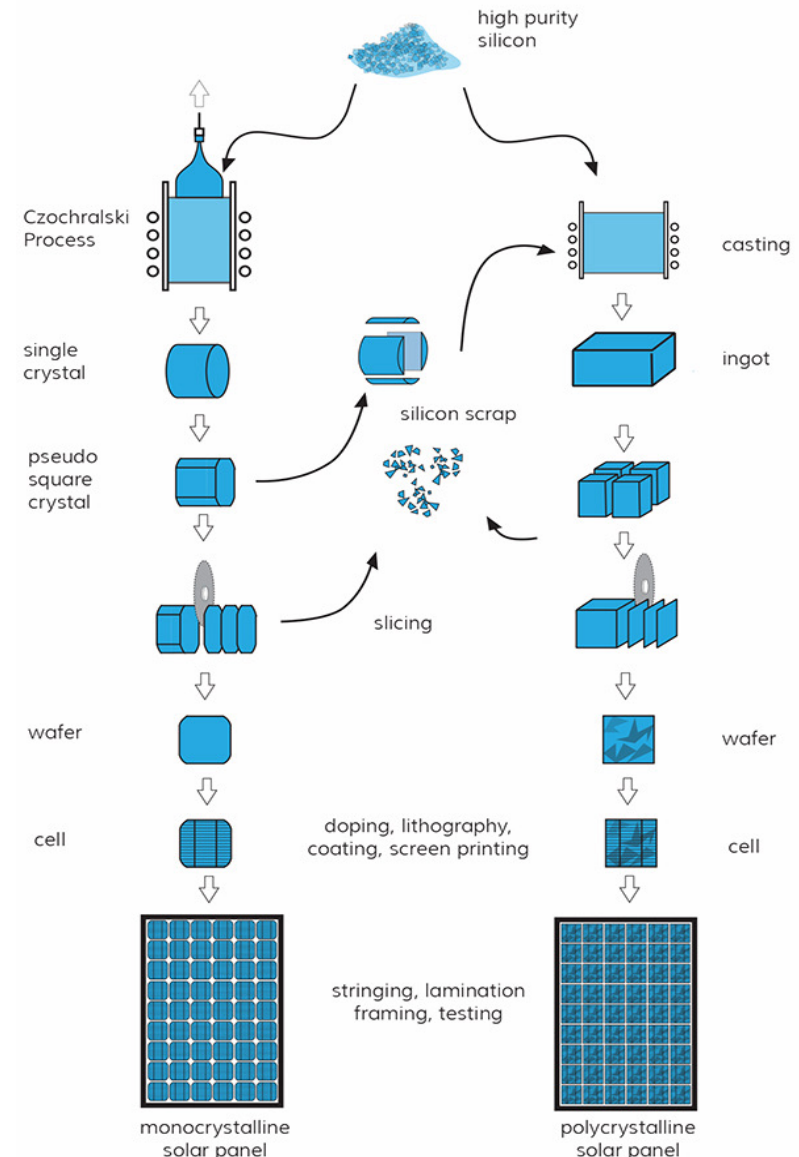 high purity
silicon
Czochralski
Process
casting
single
crystal
ingot
silicon scrap
pseudo
square
crystal
slicing
wafer
wafer
doping, lithography,
coating, screen printing
cell
cell
stringing, lamination
framing, testing
monocrystalline
solar panel
polycrystalline
solar panel